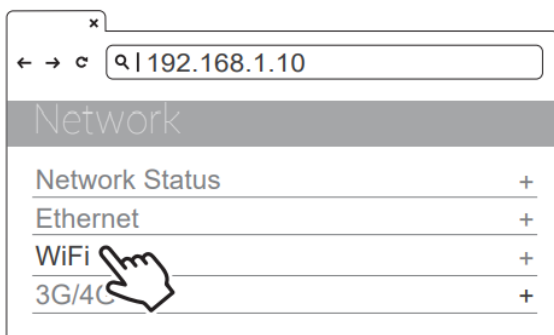 192.168.1.10
Network
Network Status +
Ethernet +
WiFi +
3G/4G +